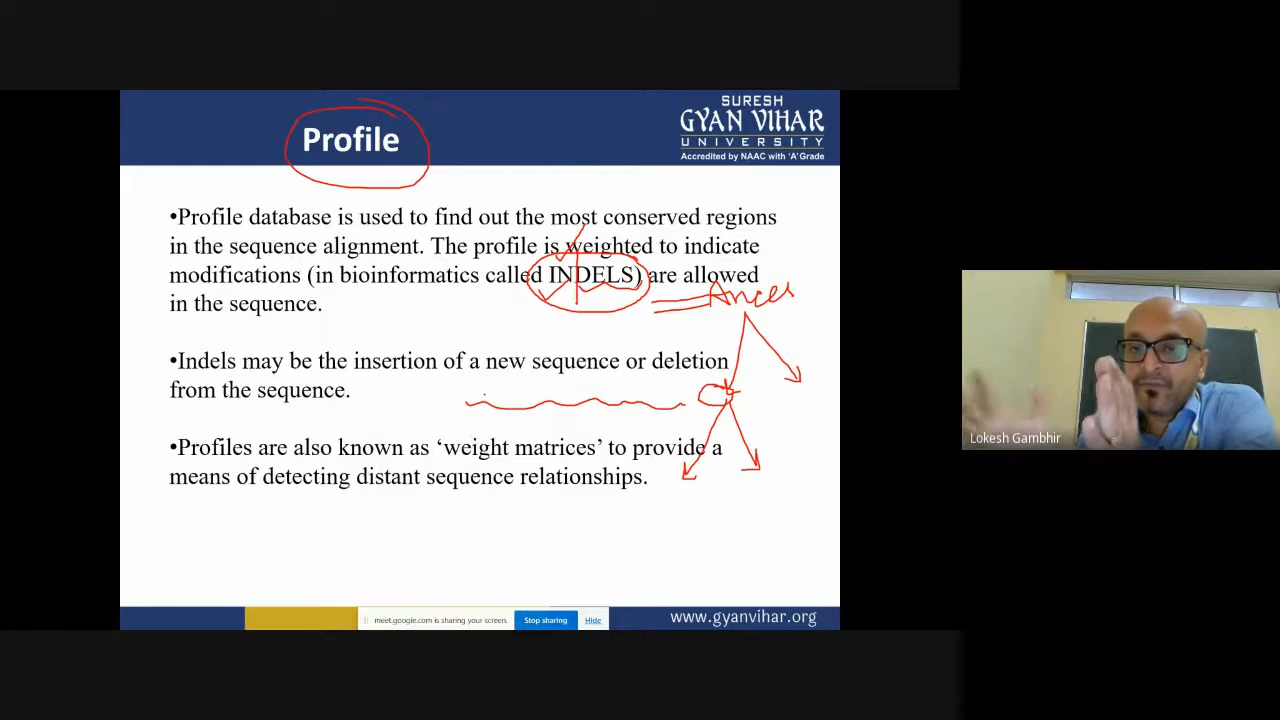 SURESH
GYAN VIHAR
UNIVERSITY
Accredited by NAAC with 'A' Grade
Profile
•Profile database is used to find out the most conserved regions
in the sequence alignment. The profile is weighted to indicate
modifications (in bioinformatics called INDELS) are allowed
in the sequence.
Ances
•Indels may be the insertion of a new sequence or deletion
from the sequence.
•Profiles are also known as ‘weight matrices’ to provide a
means of detecting distant sequence relationships.
Lokesh Gambhir
meet.google.com is sharing your screen.
Stop sharing
Hide
www.gyanvihar.org